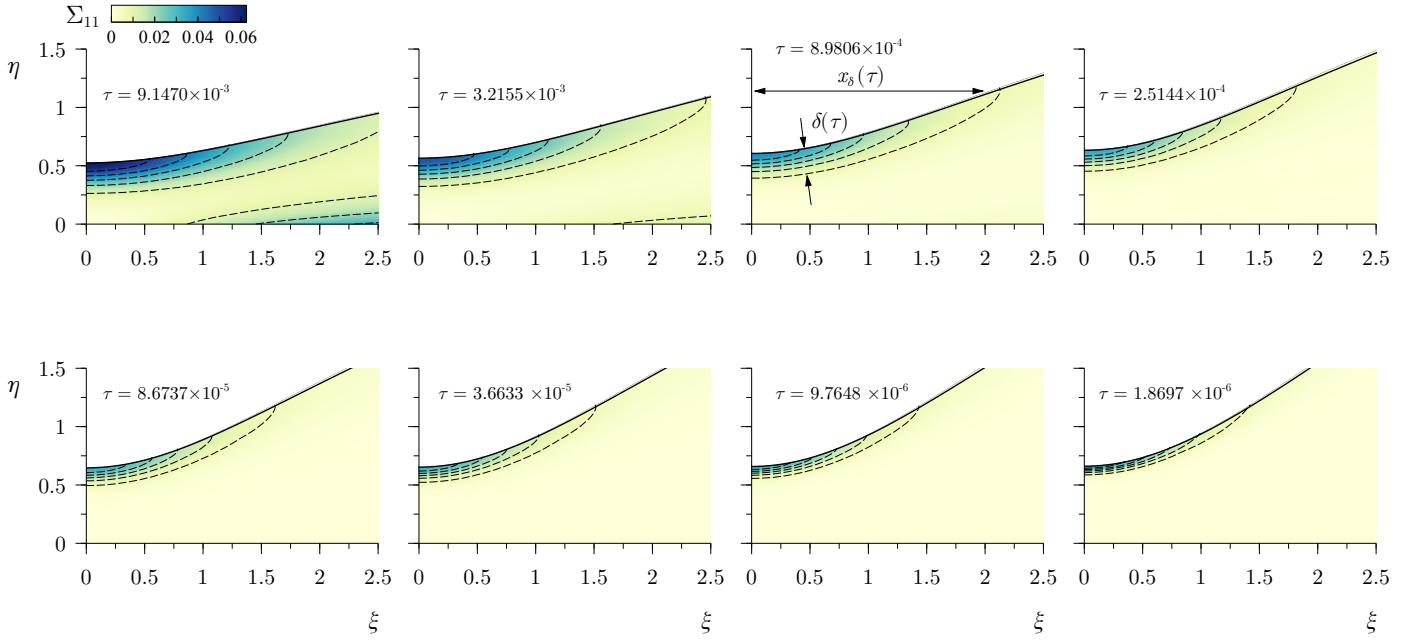 Σ₁₁
0 0.02 0.04 0.06
η
1.5
1
0.5
0
τ = 9.1470×10⁻³
0 0.5 1 1.5 2 2.5
τ = 3.2155×10⁻³
0 0.5 1 1.5 2 2.5
τ = 8.9806×10⁻⁴
x_δ(τ)
δ(τ)
0 0.5 1 1.5 2 2.5
τ = 2.5144×10⁻⁴
0 0.5 1 1.5 2 2.5
η
1.5
1
0.5
0
τ = 8.6737×10⁻⁵
0 0.5 1 1.5 2 2.5
ξ
τ = 3.6633 ×10⁻⁵
0 0.5 1 1.5 2 2.5
ξ
τ = 9.7648 ×10⁻⁶
0 0.5 1 1.5 2 2.5
ξ
τ = 1.8697 ×10⁻⁶
0 0.5 1 1.5 2 2.5
ξ